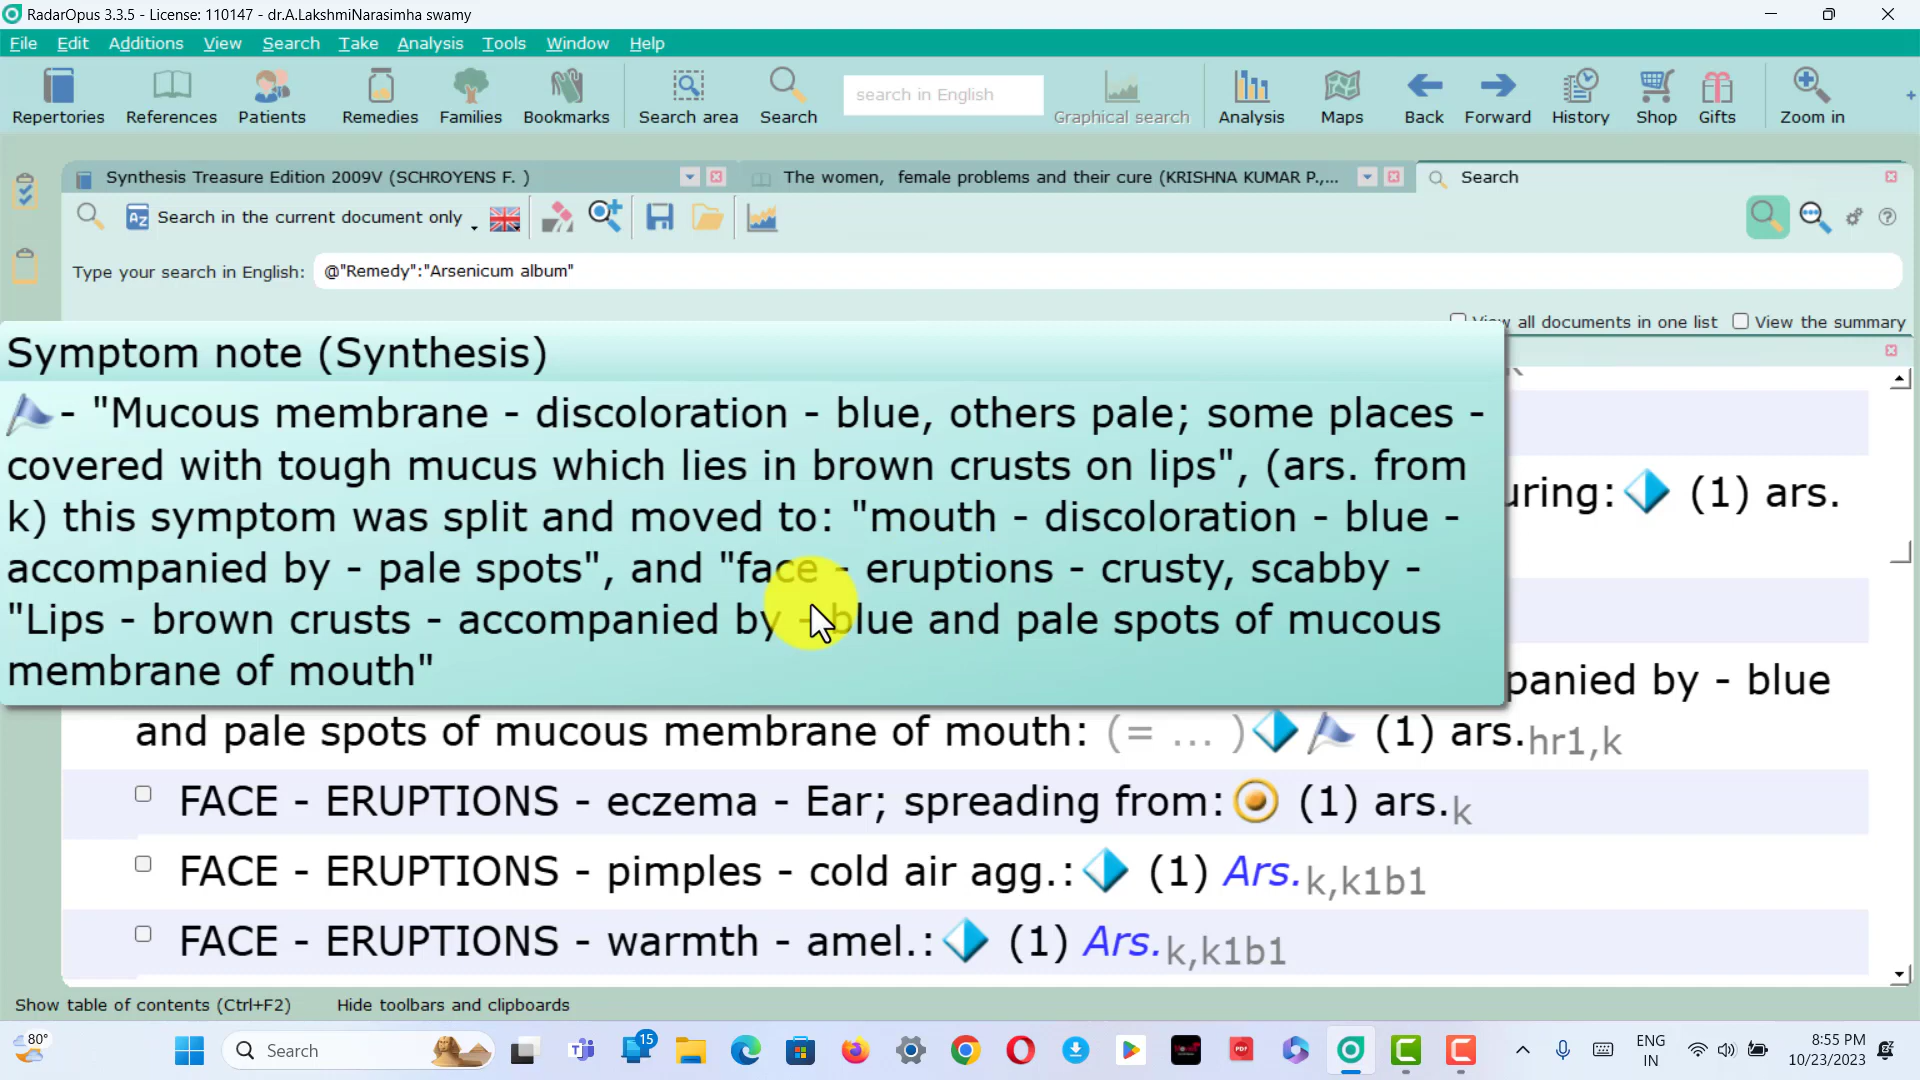 RadarOpus 3.3.5 - License: 110147 - dr.A.LakshmiNarasimha swamy
File Edit Additions View Search Take Analysis Tools Window Help
Repertories References Patients Remedies Families Bookmarks Search area Search search in English Graphical search Analysis Maps Back Forward History Shop Gifts Zoom in
Synthesis Treasure Edition 2009V (SCHROYENS F. ) The women, female problems and their cure (KRISHNA KUMAR P.,... Search
Search in the current document only
Type your search in English: @"Remedy":"Arsenicum album"
View all documents in one list View the summary
Symptom note (Synthesis)
- "Mucous membrane - discoloration - blue, others pale; some places -
covered with tough mucus which lies in brown crusts on lips", (ars. from
k) this symptom was split and moved to: "mouth - discoloration - blue -
accompanied by - pale spots", and "face - eruptions - crusty, scabby -
"Lips - brown crusts - accompanied by - blue and pale spots of mucous
membrane of mouth"
uring: (1) ars.
panied by - blue
and pale spots of mucous membrane of mouth: (= ... ) (1) ars.hr1,k
FACE - ERUPTIONS - eczema - Ear; spreading from: (1) ars.k
FACE - ERUPTIONS - pimples - cold air agg.: (1) Ars.k,k1b1
FACE - ERUPTIONS - warmth - amel.: (1) Ars.k,k1b1
Show table of contents (Ctrl+F2) Hide toolbars and clipboards
80° Search 15 ENG 8:55 PM
IN 10/23/2023